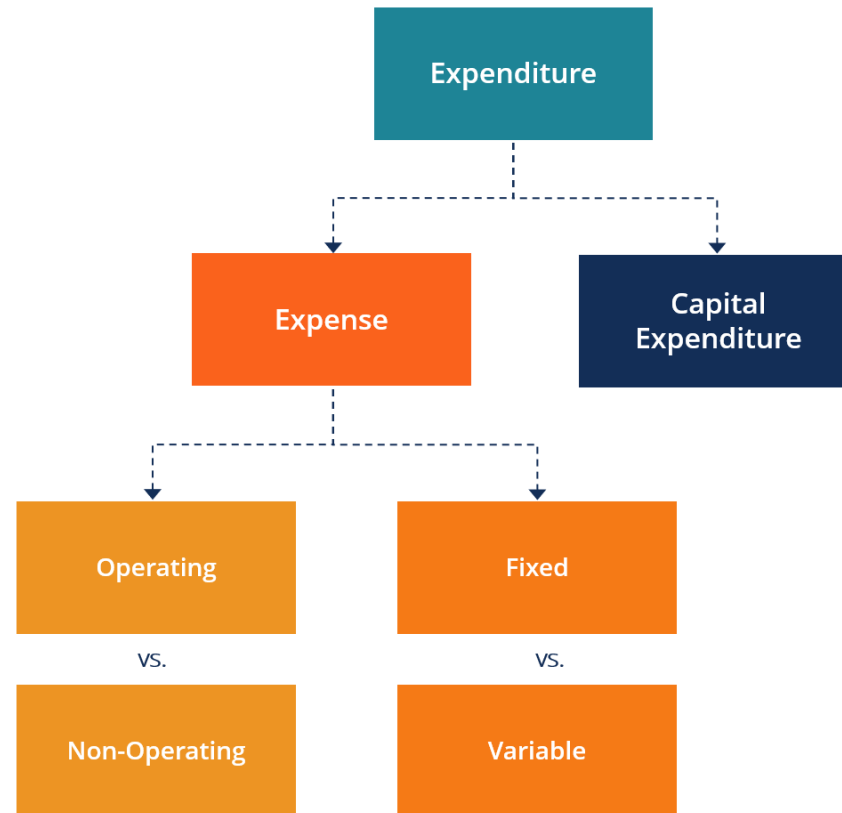 Expenditure
Expense
Capital
Expenditure
Operating
Fixed
vs.
vs.
Non-Operating
Variable